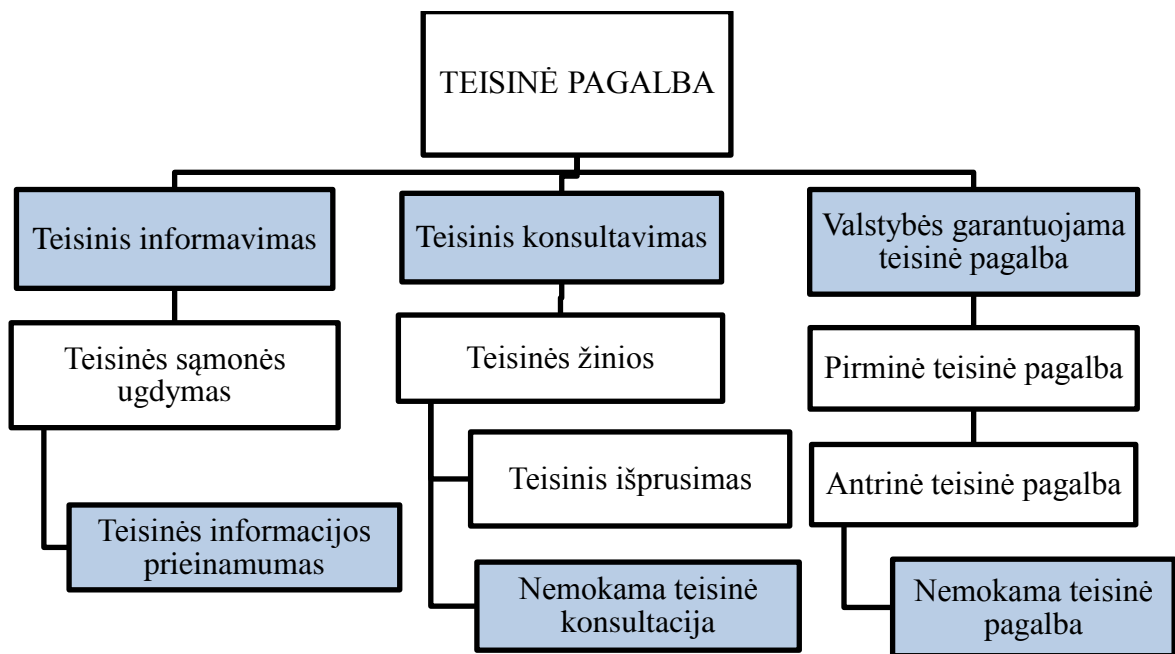 TEISINĖ PAGALBA
Teisinis informavimas
Teisinis konsultavimas
Valstybės garantuojama
teisinė pagalba
Teisinės sąmonės
ugdymas
Teisinės žinios
Pirminė teisinė pagalba
Teisinis išprusimas
Antrinė teisinė pagalba
Teisinės informacijos
prieinamumas
Nemokama teisinė
konsultacija
Nemokama teisinė
pagalba